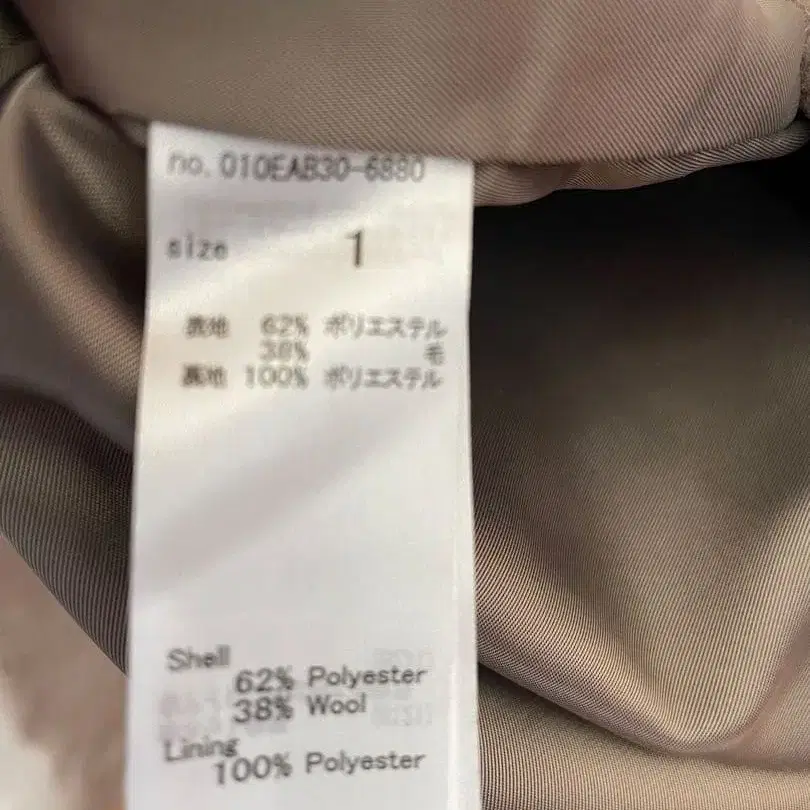 no. 010EAB30-6880
size 1
表地 62% ポリエステル
38% 毛
裏地 100% ポリエステル
Shell
62% Polyester
38% Wool
Lining
100% Polyester